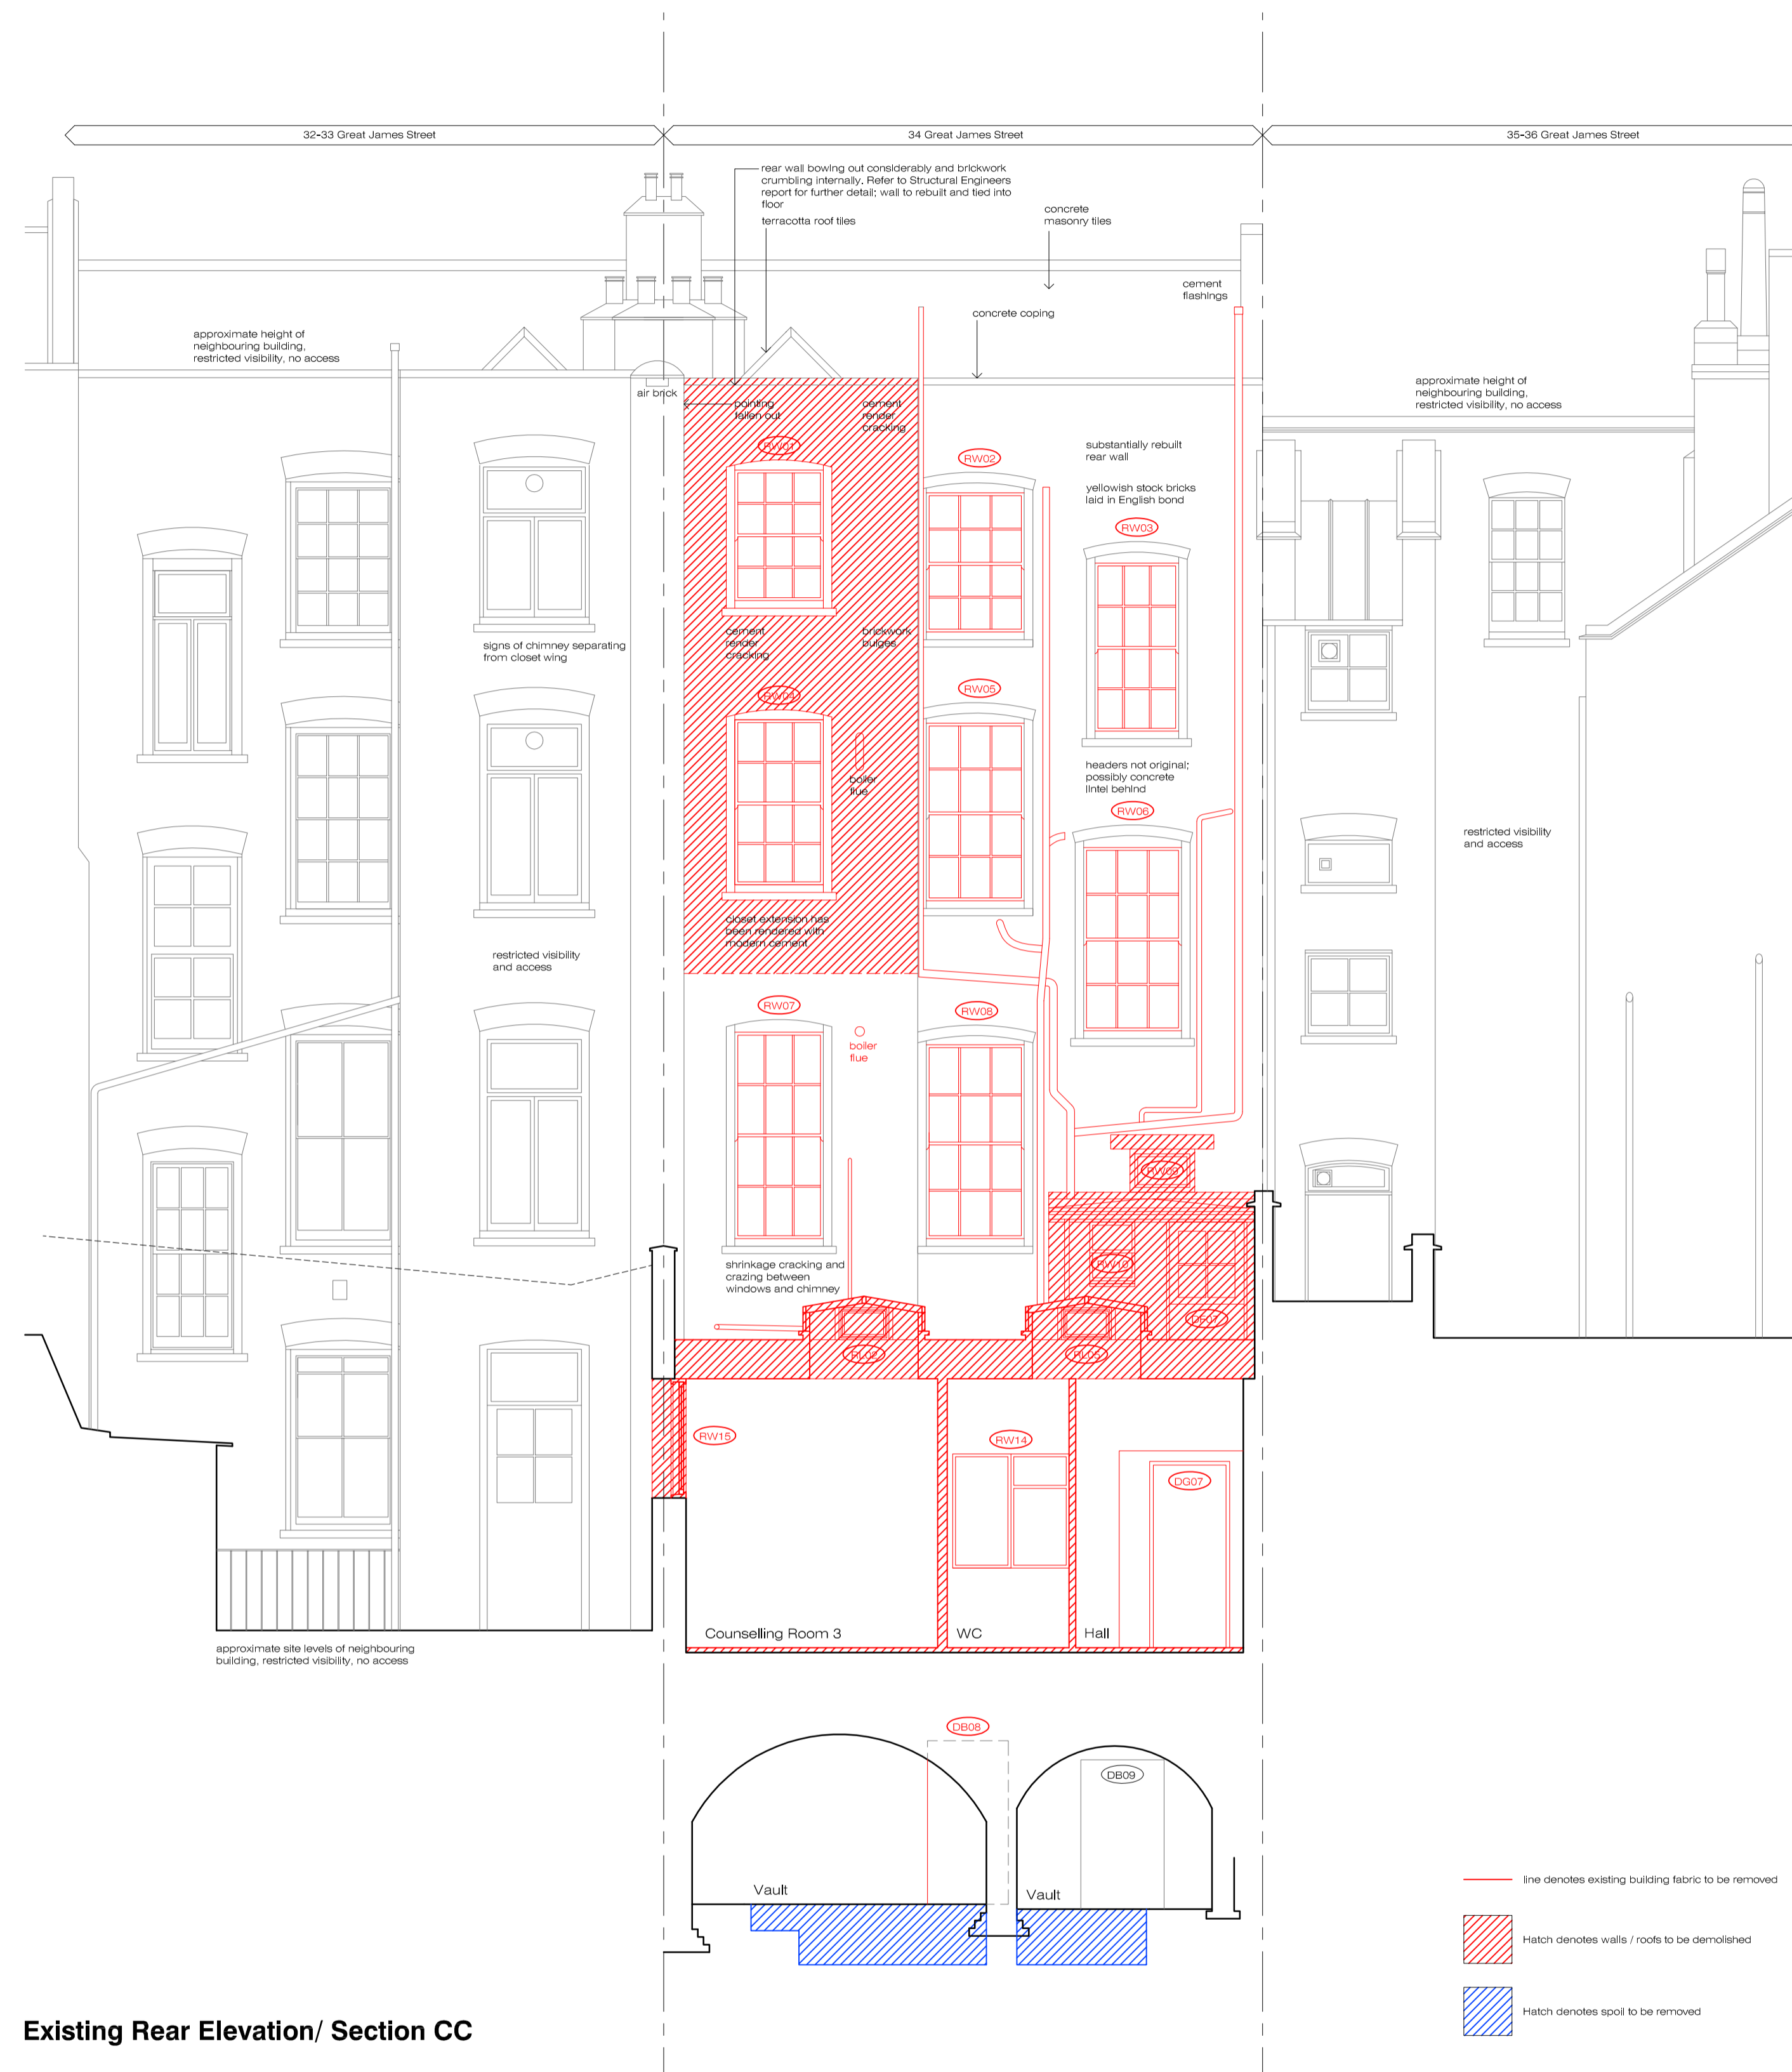 32-33 Great James Street
34 Great James Street
35-36 Great James Street
rear wall bowing out considerably and brickwork
crumbling internally. Refer to Structural Engineers
report for further detail; wall to rebuilt and tied into
floor
terracotta roof tiles
concrete
masonry tiles
cement
flashings
concrete coping
approximate height of
neighbouring building,
restricted visibility, no access
approximate height of
neighbouring building,
restricted visibility, no access
air brick
pointing
fallen out
cement
render
cracking
RW01
RW02
substantially rebuilt
rear wall
yellowish stock bricks
laid in English bond
RW03
signs of chimney separating
from closet wing
cement
render
cracking
brickwork
bulges
RW04
RW05
boiler
flue
headers not original;
possibly concrete
lintel behind
RW06
restricted visibility
and access
closet extension has
been rendered with
modern cement
restricted visibility
and access
RW07
RW08
boiler
flue
RW09
RW10
shrinkage cracking and
crazing between
windows and chimney
DF07
RL02
RL05
RW15
RW14
DG07
Counselling Room 3
WC
Hall
approximate site levels of neighbouring
building, restricted visibility, no access
DB08
DB09
Vault
Vault
line denotes existing building fabric to be removed
Hatch denotes walls / roofs to be demolished
Hatch denotes spoil to be removed
Existing Rear Elevation/ Section CC